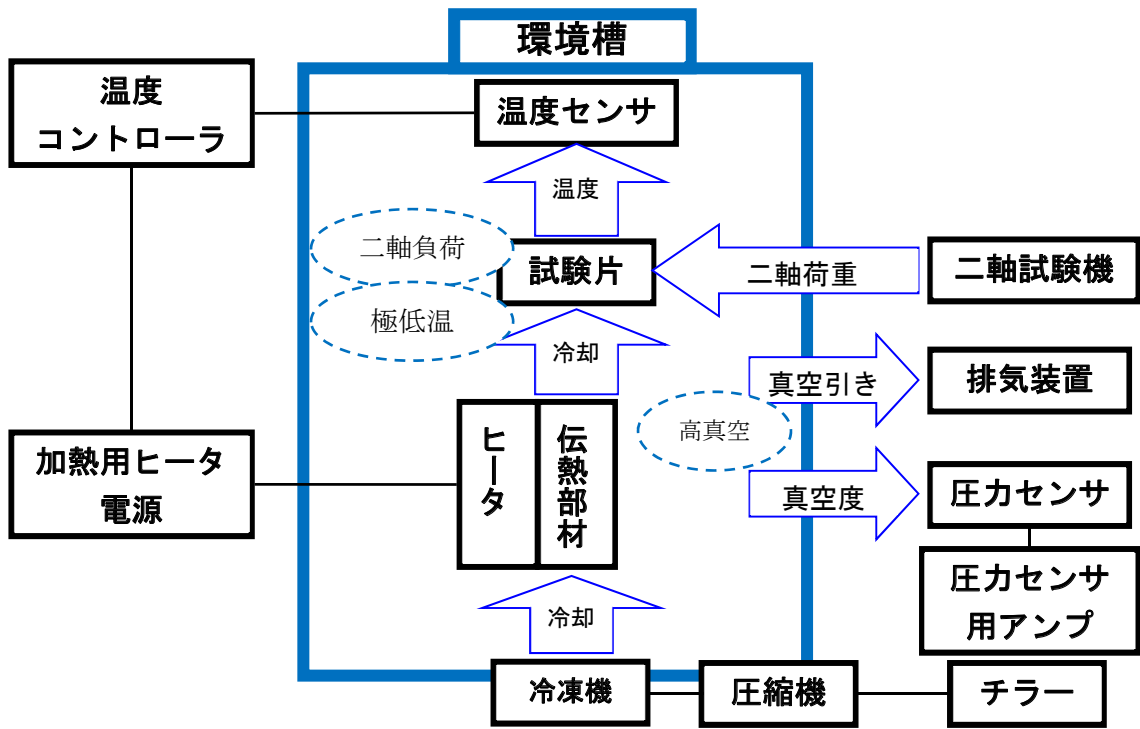 環境槽
温度
コントローラ
温度センサ
温度
二軸負荷
試験片
二軸荷重
二軸試験機
極低温
冷却
真空引き
排気装置
高真空
加熱用ヒータ
電源
ヒータ
伝熱部材
真空度
圧力センサ
圧力センサ
用アンプ
冷却
冷凍機
圧縮機
チラー